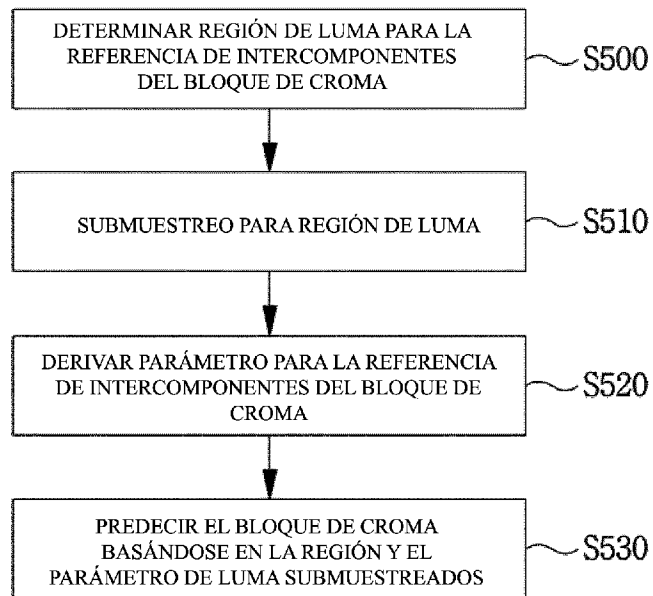 DETERMINAR REGIÓN DE LUMA PARA LA
REFERENCIA DE INTERCOMPONENTES
DEL BLOQUE DE CROMA
S500
SUBMUESTREO PARA REGIÓN DE LUMA
S510
DERIVAR PARÁMETRO PARA LA REFERENCIA
DE INTERCOMPONENTES DEL BLOQUE DE
CROMA
S520
PREDECIR EL BLOQUE DE CROMA
BASÁNDOSE EN LA REGIÓN Y EL
PARÁMETRO DE LUMA SUBMUESTREADOS
S530